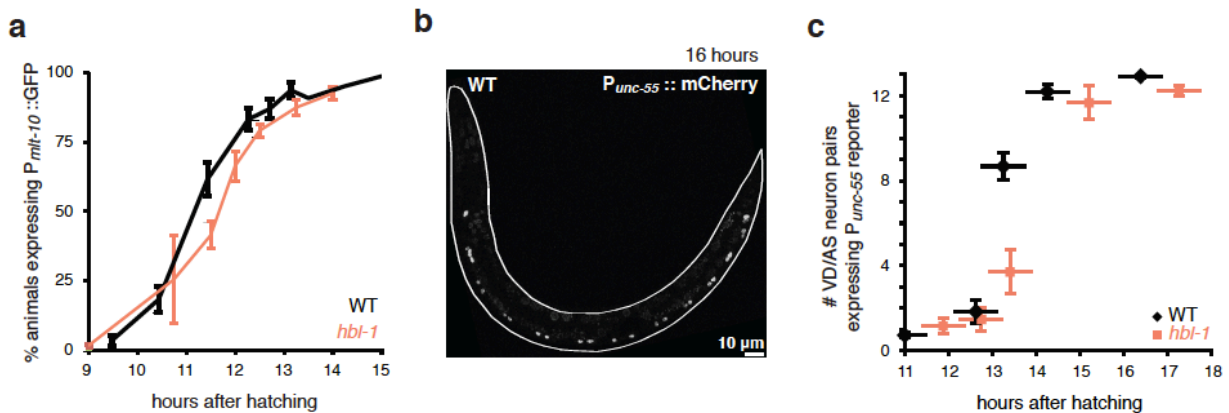 a
% animals expressing Pmlt-10 ::GFP
100
75
50
25
0
9 10 11 12 13 14 15
hours after hatching
WT
hbl-1
b
16 hours
WT Punc-55 :: mCherry
10 µm
c
# VD/AS neuron pairs
expressing Punc-55 reporter
12
8
4
0
11 12 13 14 15 16 17 18
hours after hatching
WT
hbl-1